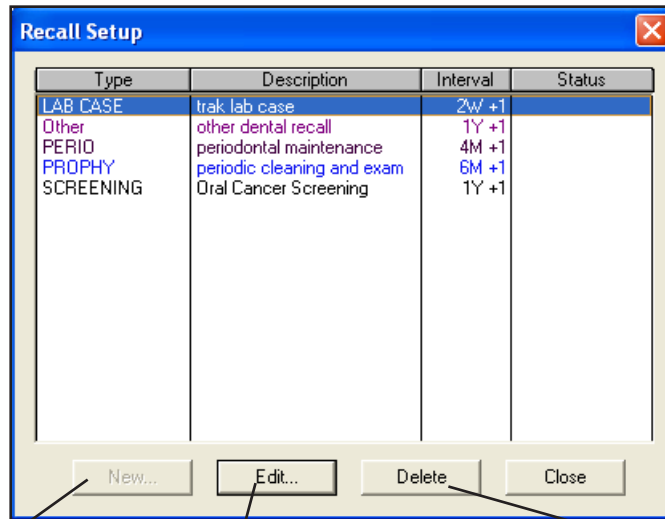 Recall Setup
Type Description Interval Status
LAB CASE trak lab case 2W +1
Other other dental recall 1Y +1
PERIO periodontal maintenance 4M +1
PROPHY periodic cleaning and exam 6M +1
SCREENING Oral Cancer Screening 1Y +1
New... Edit... Delete Close